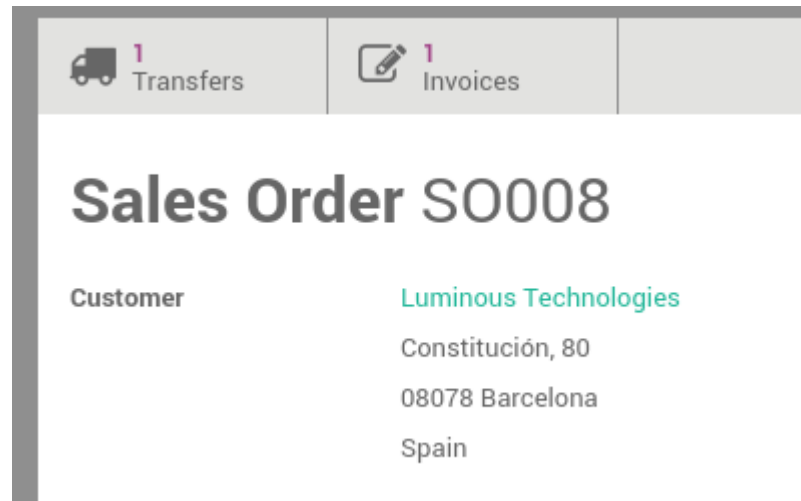 1
Transfers
1
Invoices
Sales Order SO008
Customer
Luminous Technologies
Constitución, 80
08078 Barcelona
Spain